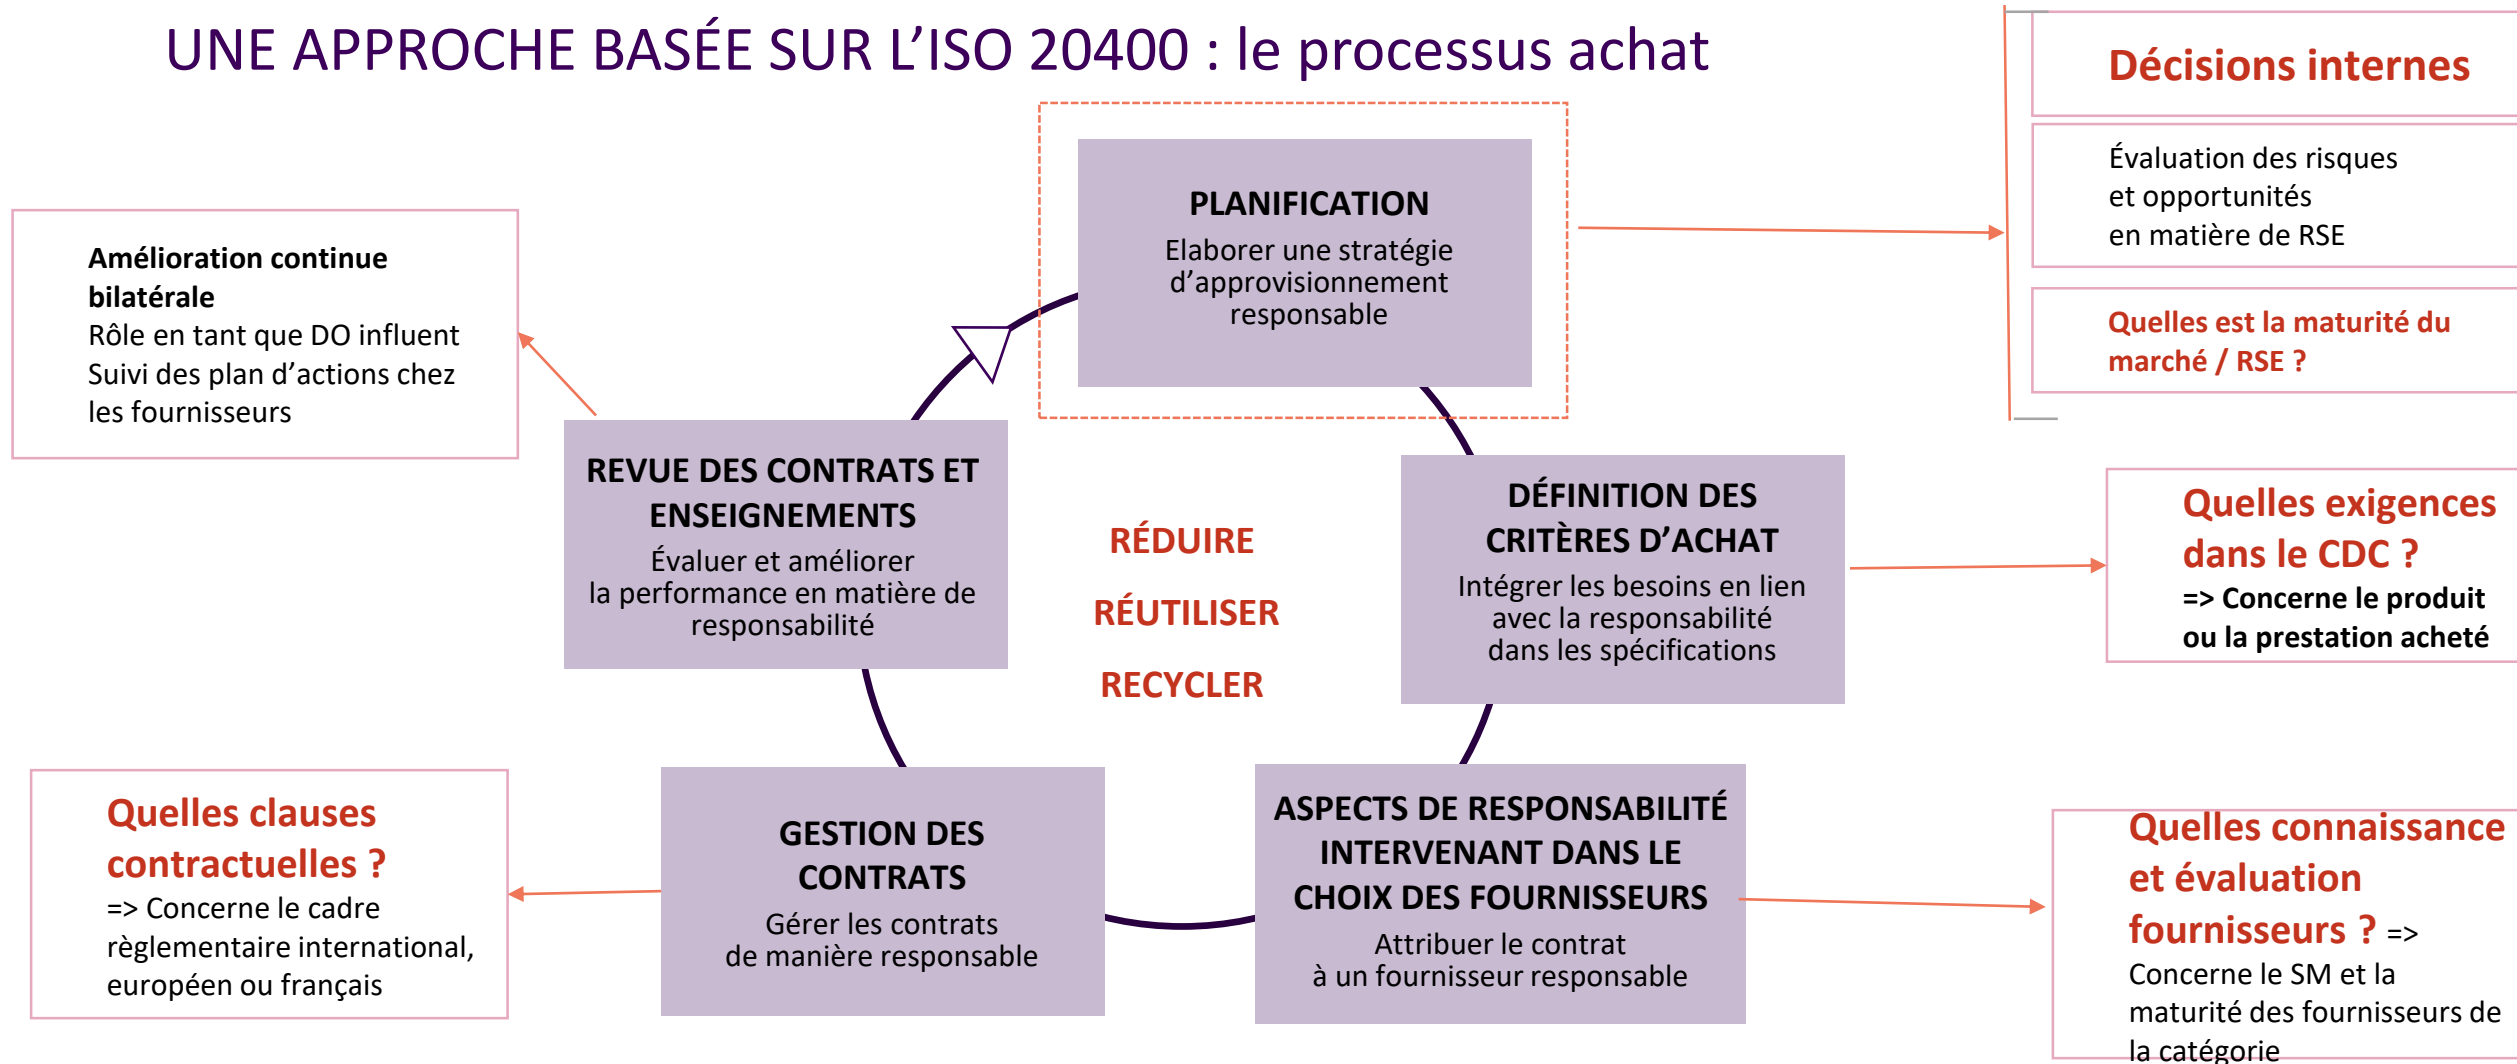 UNE APPROCHE BASÉE SUR L’ISO 20400 : le processus achat
PLANIFICATION
Elaborer une stratégie
d’approvisionnement
responsable
Décisions internes
Évaluation des risques
et opportunités
en matière de RSE
Quelles est la maturité du
marché / RSE ?
DÉFINITION DES
CRITÈRES D’ACHAT
Intégrer les besoins en lien
avec la responsabilité
dans les spécifications
Quelles exigences
dans le CDC ?
=> Concerne le produit
ou la prestation acheté
ASPECTS DE RESPONSABILITÉ
INTERVENANT DANS LE
CHOIX DES FOURNISSEURS
Attribuer le contrat
à un fournisseur responsable
Quelles connaissance
et évaluation
fournisseurs ? =>
Concerne le SM et la
maturité des fournisseurs de
la catégorie
GESTION DES
CONTRATS
Gérer les contrats
de manière responsable
Quelles clauses
contractuelles ?
=> Concerne le cadre
règlementaire international,
européen ou français
REVUE DES CONTRATS ET
ENSEIGNEMENTS
Évaluer et améliorer
la performance en matière de
responsabilité
Amélioration continue
bilatérale
Rôle en tant que DO influent
Suivi des plan d’actions chez
les fournisseurs
RÉDUIRE
RÉUTILISER
RECYCLER